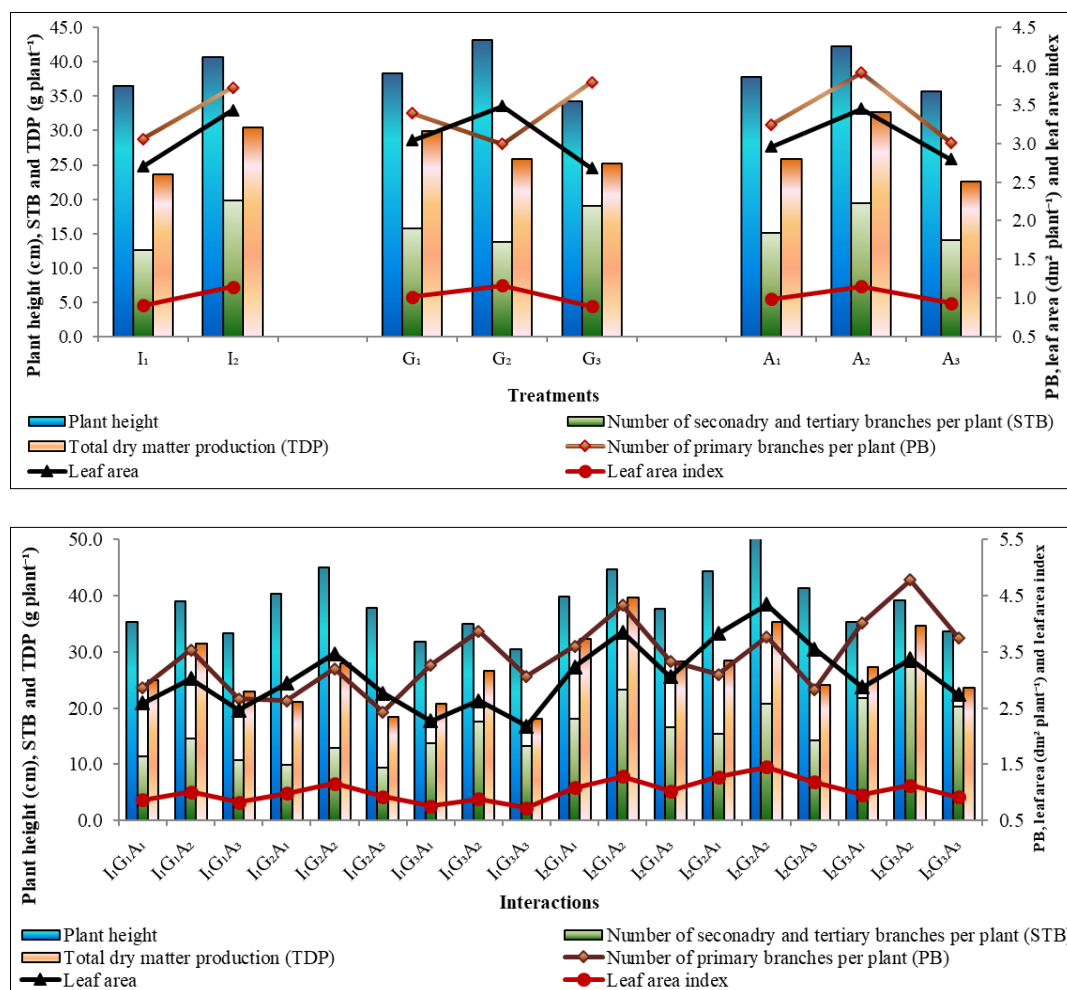 Plant height (cm), STB and TDP (g plant⁻¹)
45.0
40.0
35.0
30.0
25.0
20.0
15.0
10.0
5.0
0.0
4.5
4.0
3.5
3.0
2.5
2.0
1.5
1.0
0.5
PB, leaf area (dm² plant⁻¹) and leaf area index
I₁ I₂ G₁ G₂ G₃ A₁ A₂ A₃
Treatments
Plant height
Number of seconadry and tertiary branches per plant (STB)
Total dry matter production (TDP)
Number of primary branches per plant (PB)
Leaf area
Leaf area index
Plant height (cm), STB and TDP (g plant⁻¹)
50.0
40.0
30.0
20.0
10.0
0.0
5.5
4.5
3.5
2.5
1.5
0.5
PB, leaf area (dm² plant⁻¹) and leaf area index
I₁G₁A₁ I₁G₁A₂ I₁G₁A₃ I₁G₂A₁ I₁G₂A₂ I₁G₂A₃ I₁G₃A₁ I₁G₃A₂ I₁G₃A₃ I₂G₁A₁ I₂G₁A₂ I₂G₁A₃ I₂G₂A₁ I₂G₂A₂ I₂G₂A₃ I₂G₃A₁ I₂G₃A₂ I₂G₃A₃
Interactions
Plant height
Number of seconadry and tertiary branches per plant (STB)
Total dry matter production (TDP)
Number of primary branches per plant (PB)
Leaf area
Leaf area index